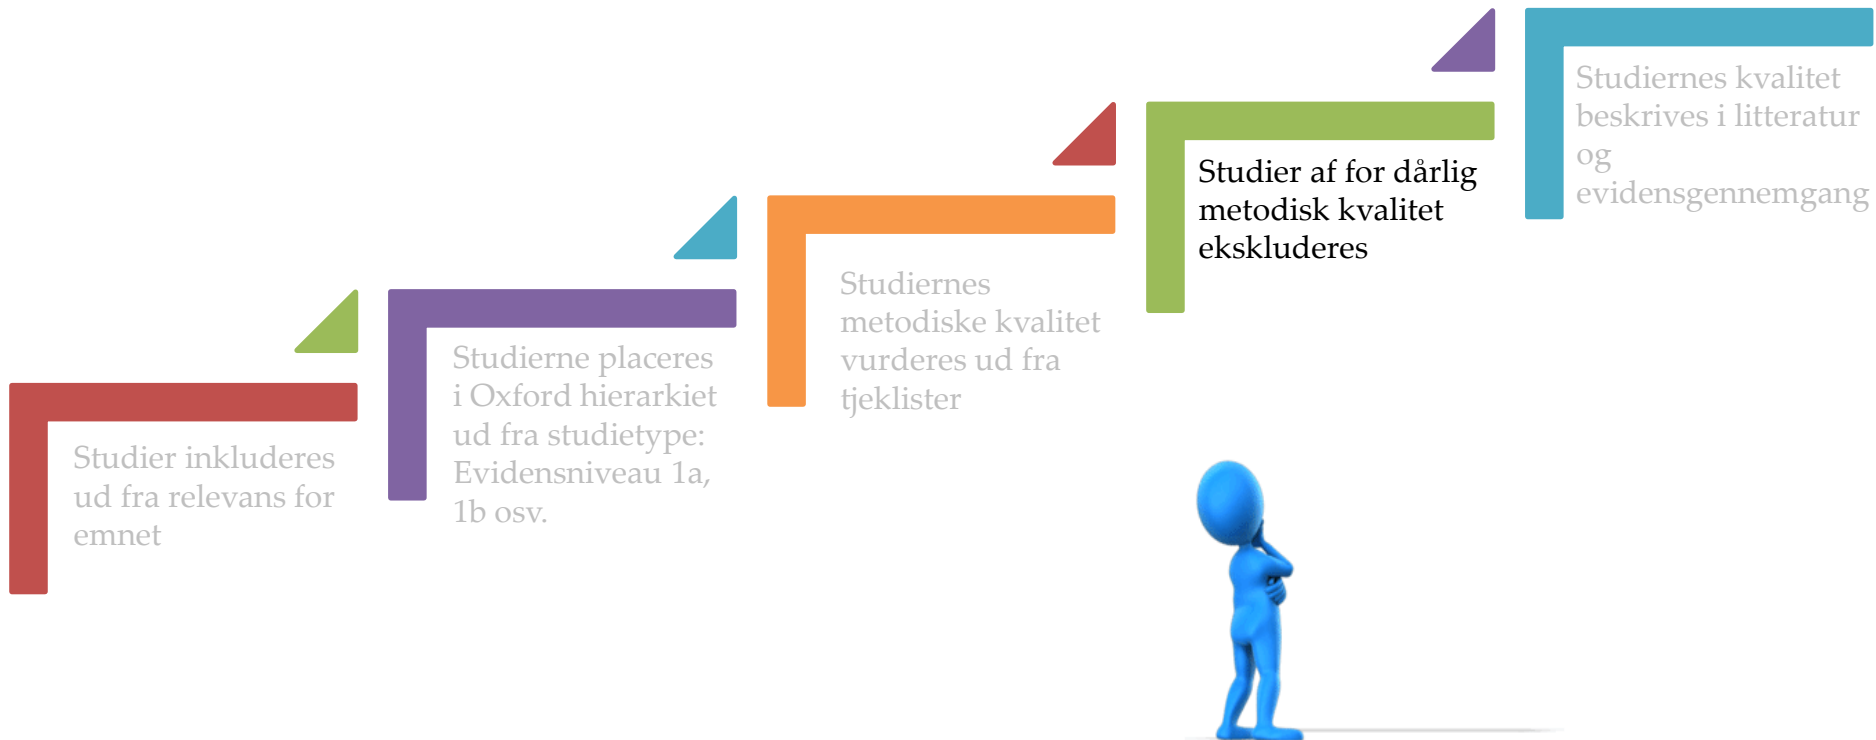 Studier inkluderes
ud fra relevans for
emnet
Studierne placeres
i Oxford hierarkiet
ud fra studietype:
Evidensniveau 1a,
1b osv.
Studiernes
metodiske kvalitet
vurderes ud fra
tjeklister
Studier af for dårlig
metodisk kvalitet
ekskluderes
Studiernes kvalitet
beskrives i litteratur
og
evidensgennemgang